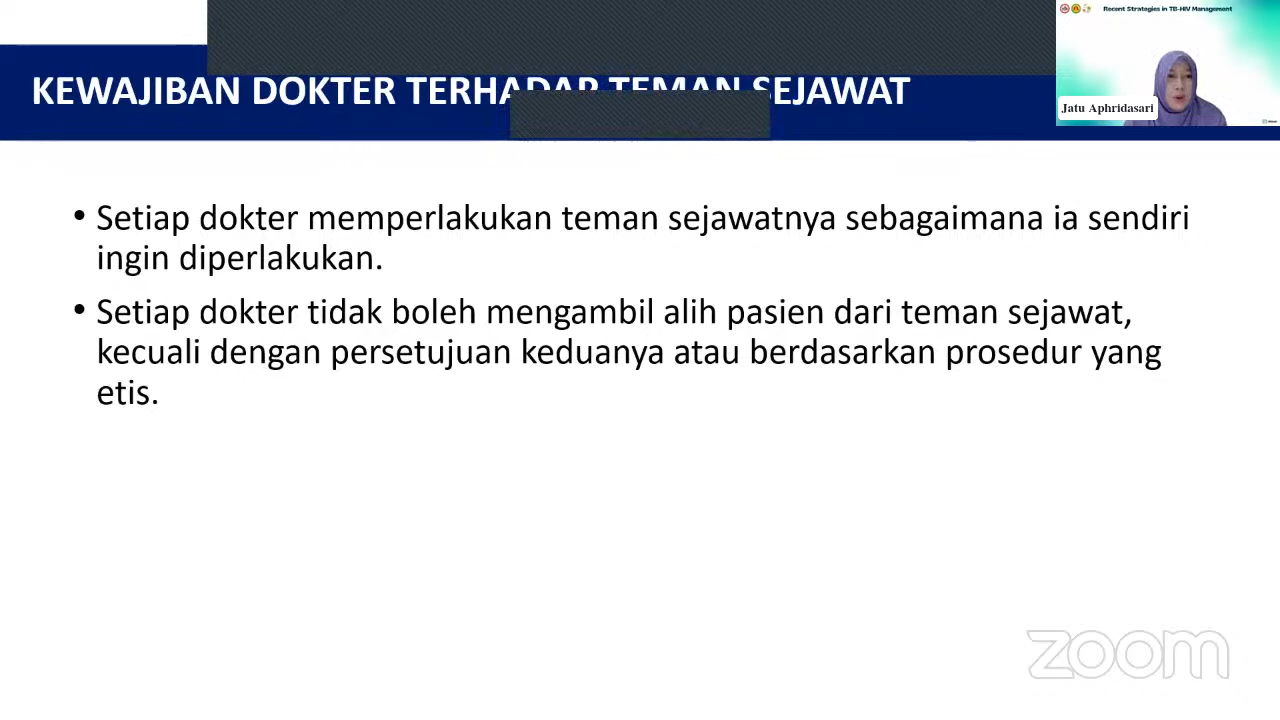 Recent Strategies in TB-HIV Management
KEWAJIBAN DOKTER TERHADAP TEMAN SEJAWAT
Jatu Aphridasari
• Setiap dokter memperlakukan teman sejawatnya sebagaimana ia sendiri
ingin diperlakukan.
• Setiap dokter tidak boleh mengambil alih pasien dari teman sejawat,
kecuali dengan persetujuan keduanya atau berdasarkan prosedur yang
etis.
zoom